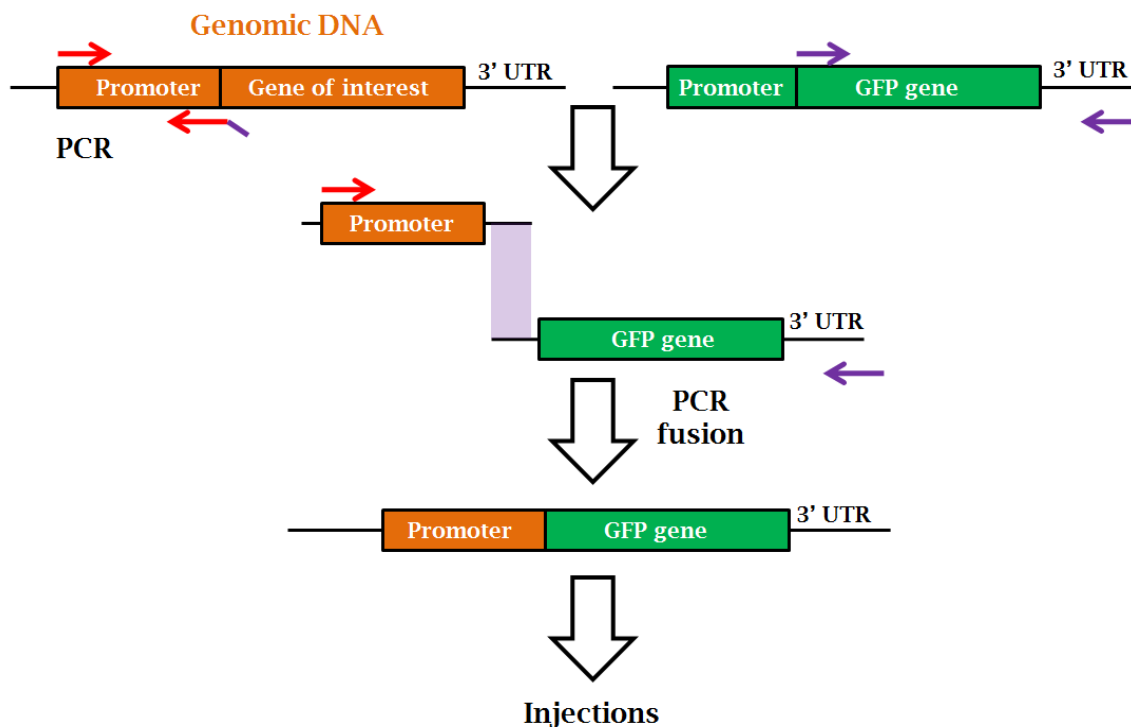 Genomic DNA
Promoter
Gene of interest
3’ UTR
Promoter
GFP gene
3’ UTR
PCR
Promoter
GFP gene
3’ UTR
PCR
fusion
Promoter
GFP gene
3’ UTR
Injections